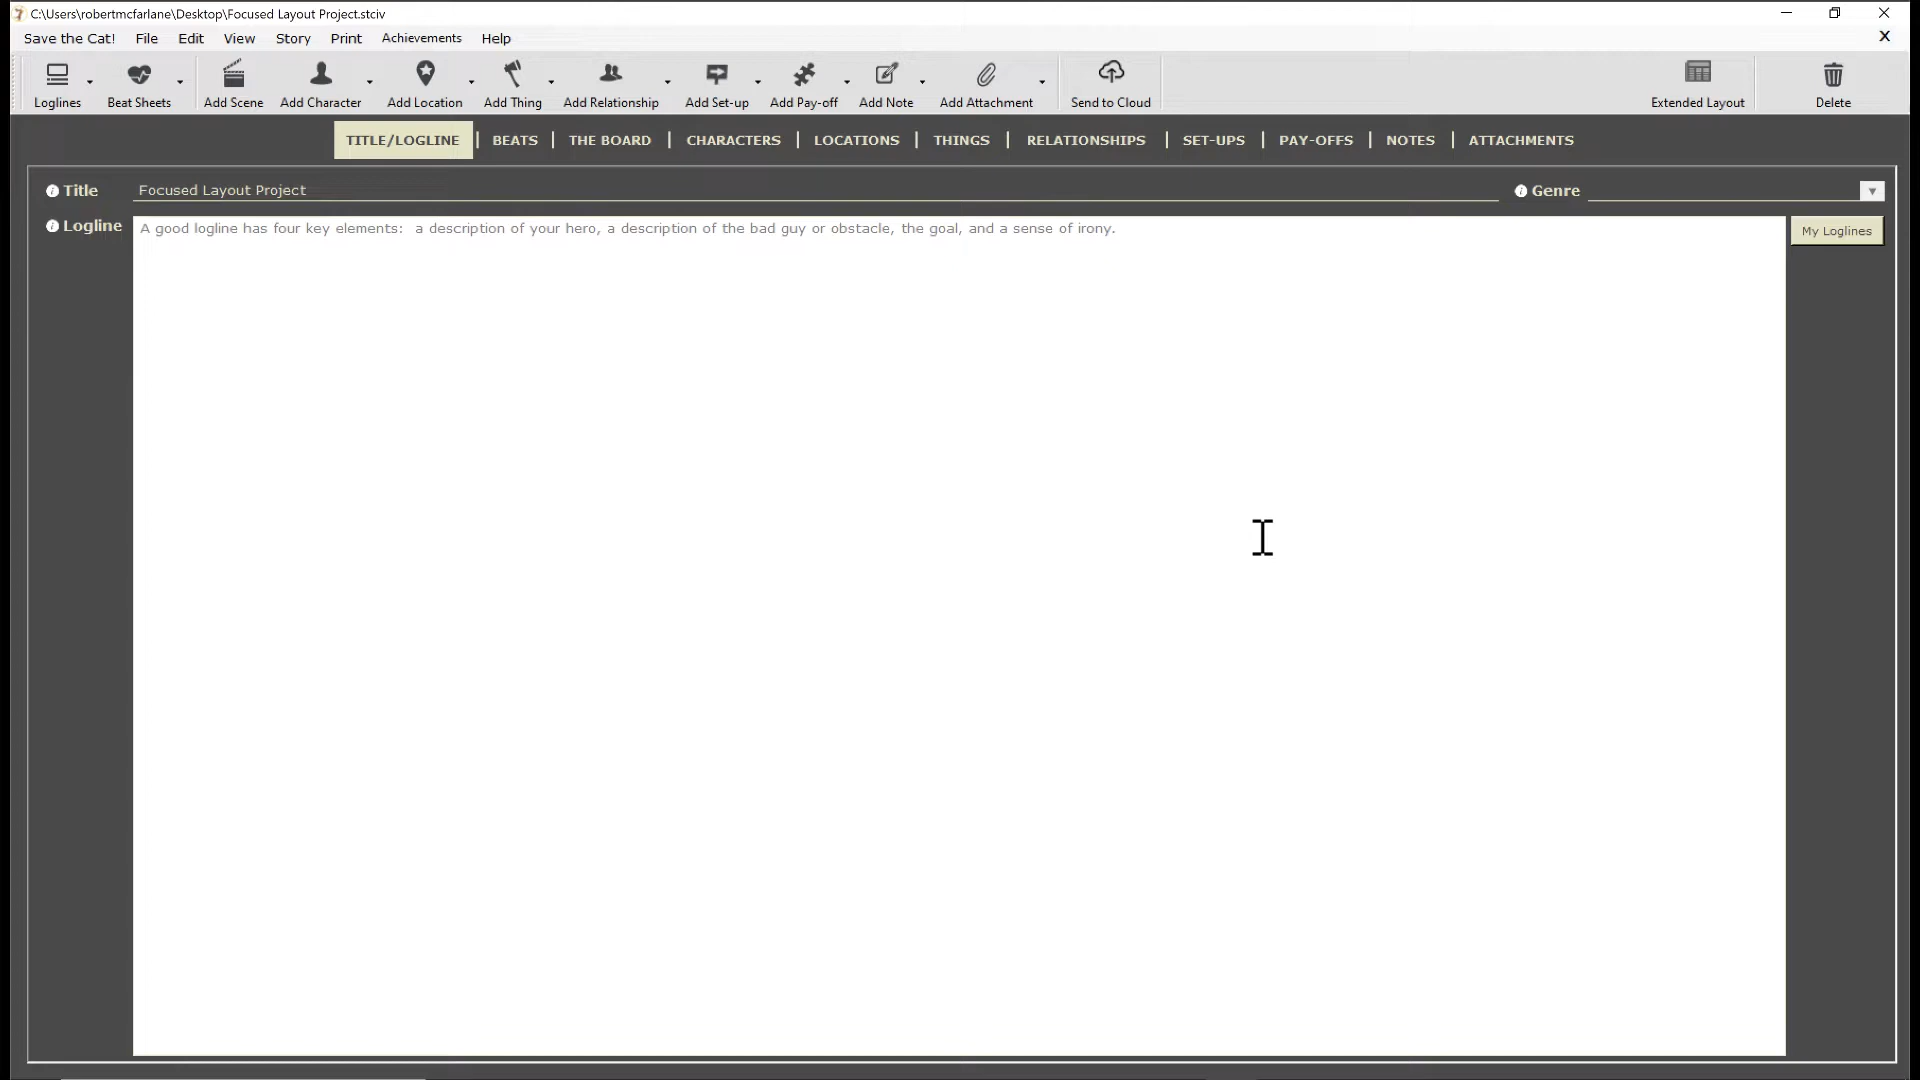 C:\Users\robertmcfarlane\Desktop\Focused Layout Project.stciv
Save the Cat! File Edit View Story Print Achievements Help X
Loglines Beat Sheets Add Scene Add Character Add Location Add Thing Add Relationship Add Set-up Add Pay-off Add Note Add Attachment Send to Cloud Extended Layout Delete
TITLE/LOGLINE | BEATS | THE BOARD | CHARACTERS | LOCATIONS | THINGS | RELATIONSHIPS | SET-UPS | PAY-OFFS | NOTES | ATTACHMENTS
Title Focused Layout Project Genre
Logline A good logline has four key elements: a description of your hero, a description of the bad guy or obstacle, the goal, and a sense of irony. My Loglines